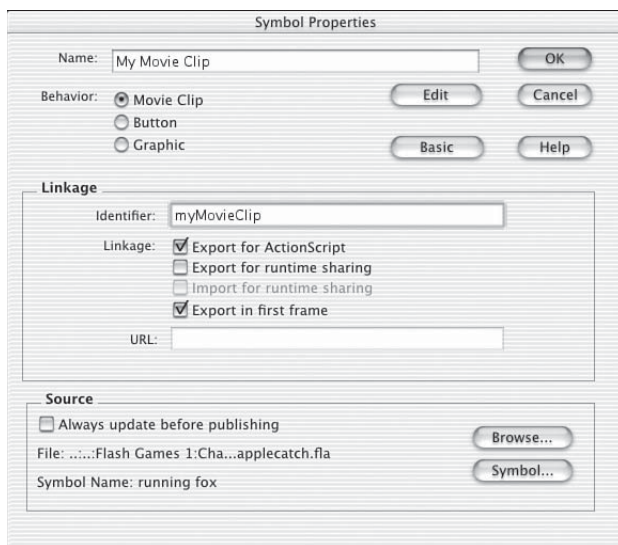 Symbol Properties
Name: My Movie Clip OK
Behavior: Movie Clip Edit Cancel
Button
Graphic Basic Help
Linkage
Identifier: myMovieClip
Linkage: Export for ActionScript
Export for runtime sharing
Import for runtime sharing
Export in first frame
URL:
Source
Always update before publishing
Browse...
File: ..:..:Flash Games 1:Cha...applecatch.fla
Symbol...
Symbol Name: running fox